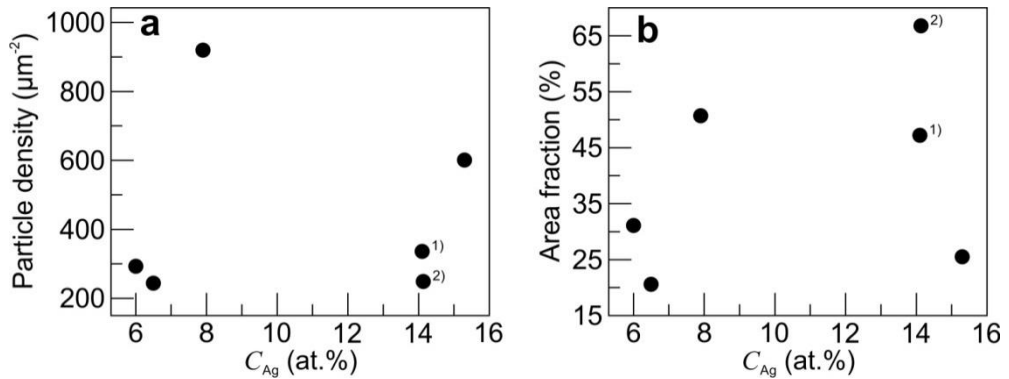 a
1000
800
600
400
200
Particle density (µm⁻²)
1)
2)
6 8 10 12 14 16
C_Ag (at.%)
b
65
55
45
35
25
15
Area fraction (%)
2)
1)
6 8 10 12 14 16
C_Ag (at.%)